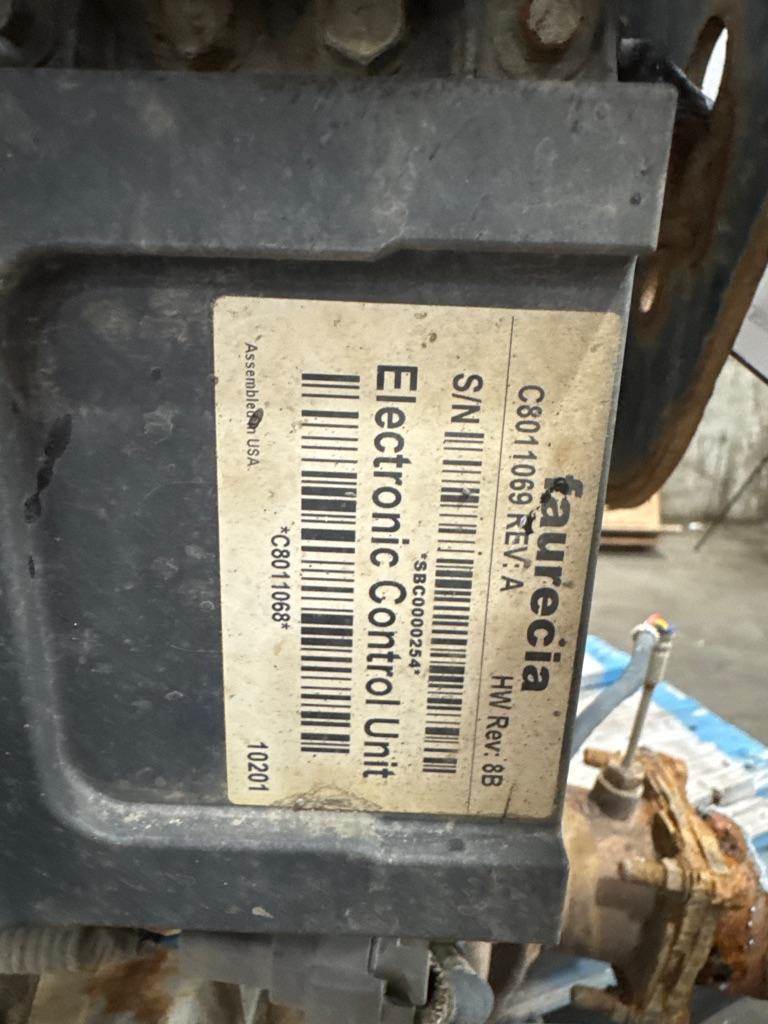 faurecia
C8011069 REV: A HW Rev: 8B
S/N
*SBC0000254*
Electronic Control Unit
*C8011068*
Assembled in USA. 10201